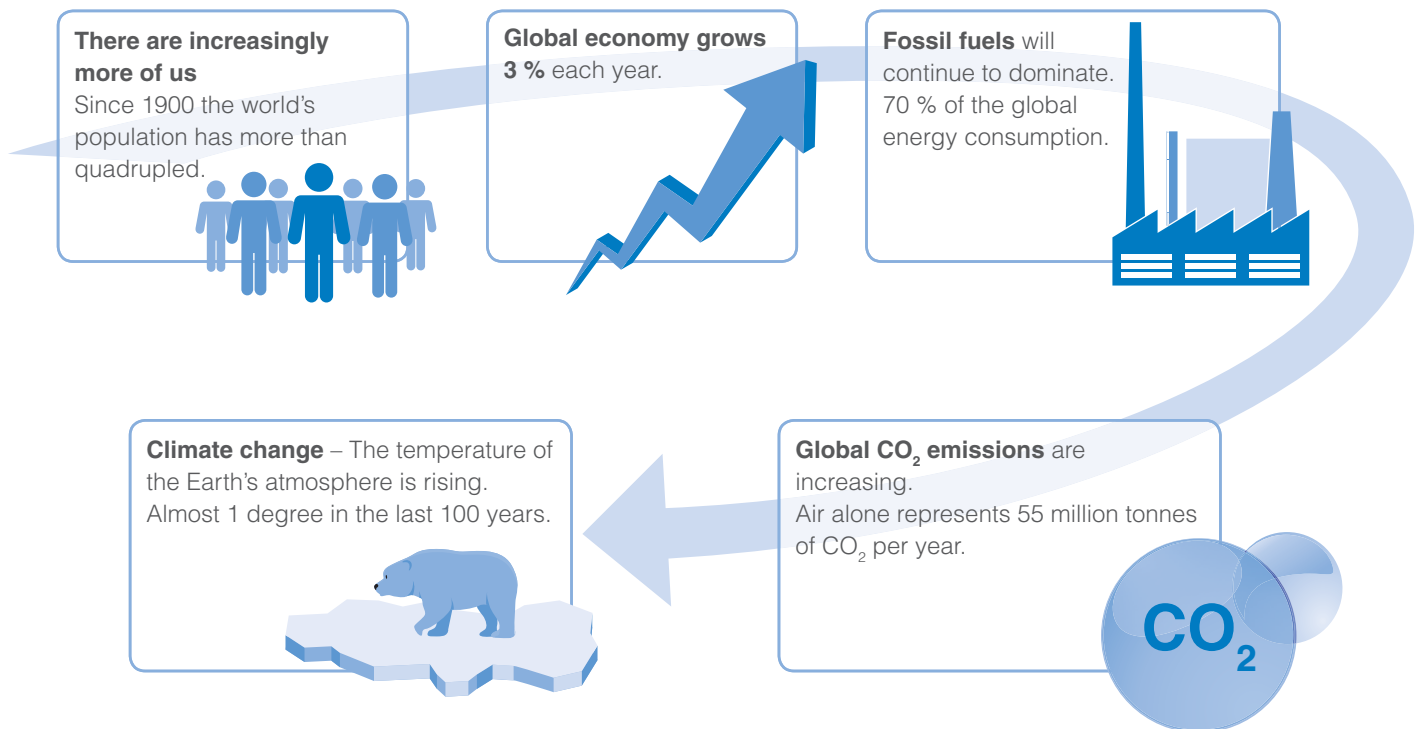 There are increasingly
more of us
Since 1900 the world's
population has more than
quadrupled.
Global economy grows
3 % each year.
Fossil fuels will
continue to dominate.
70 % of the global
energy consumption.
Climate change – The temperature of
the Earth's atmosphere is rising.
Almost 1 degree in the last 100 years.
Global CO₂ emissions are
increasing.
Air alone represents 55 million tonnes
of CO₂ per year.
CO₂